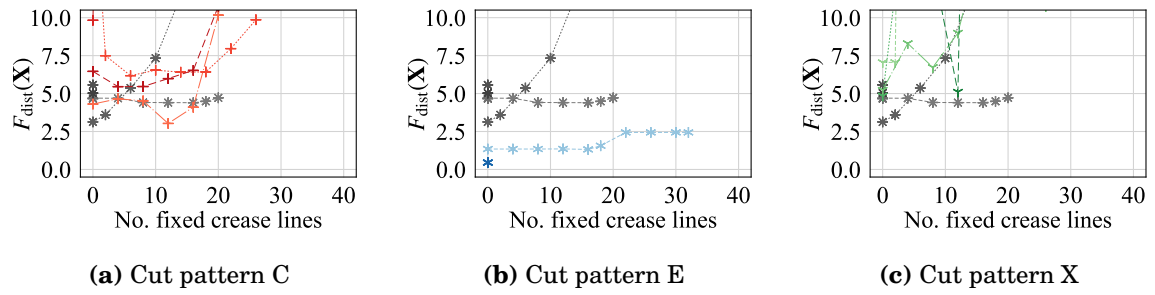 10.0
7.5
5.0
2.5
0.0
F_dist(X)
0 10 20 30 40
No. fixed crease lines
(a) Cut pattern C
10.0
7.5
5.0
2.5
0.0
F_dist(X)
0 10 20 30 40
No. fixed crease lines
(b) Cut pattern E
10.0
7.5
5.0
2.5
0.0
F_dist(X)
0 10 20 30 40
No. fixed crease lines
(c) Cut pattern X